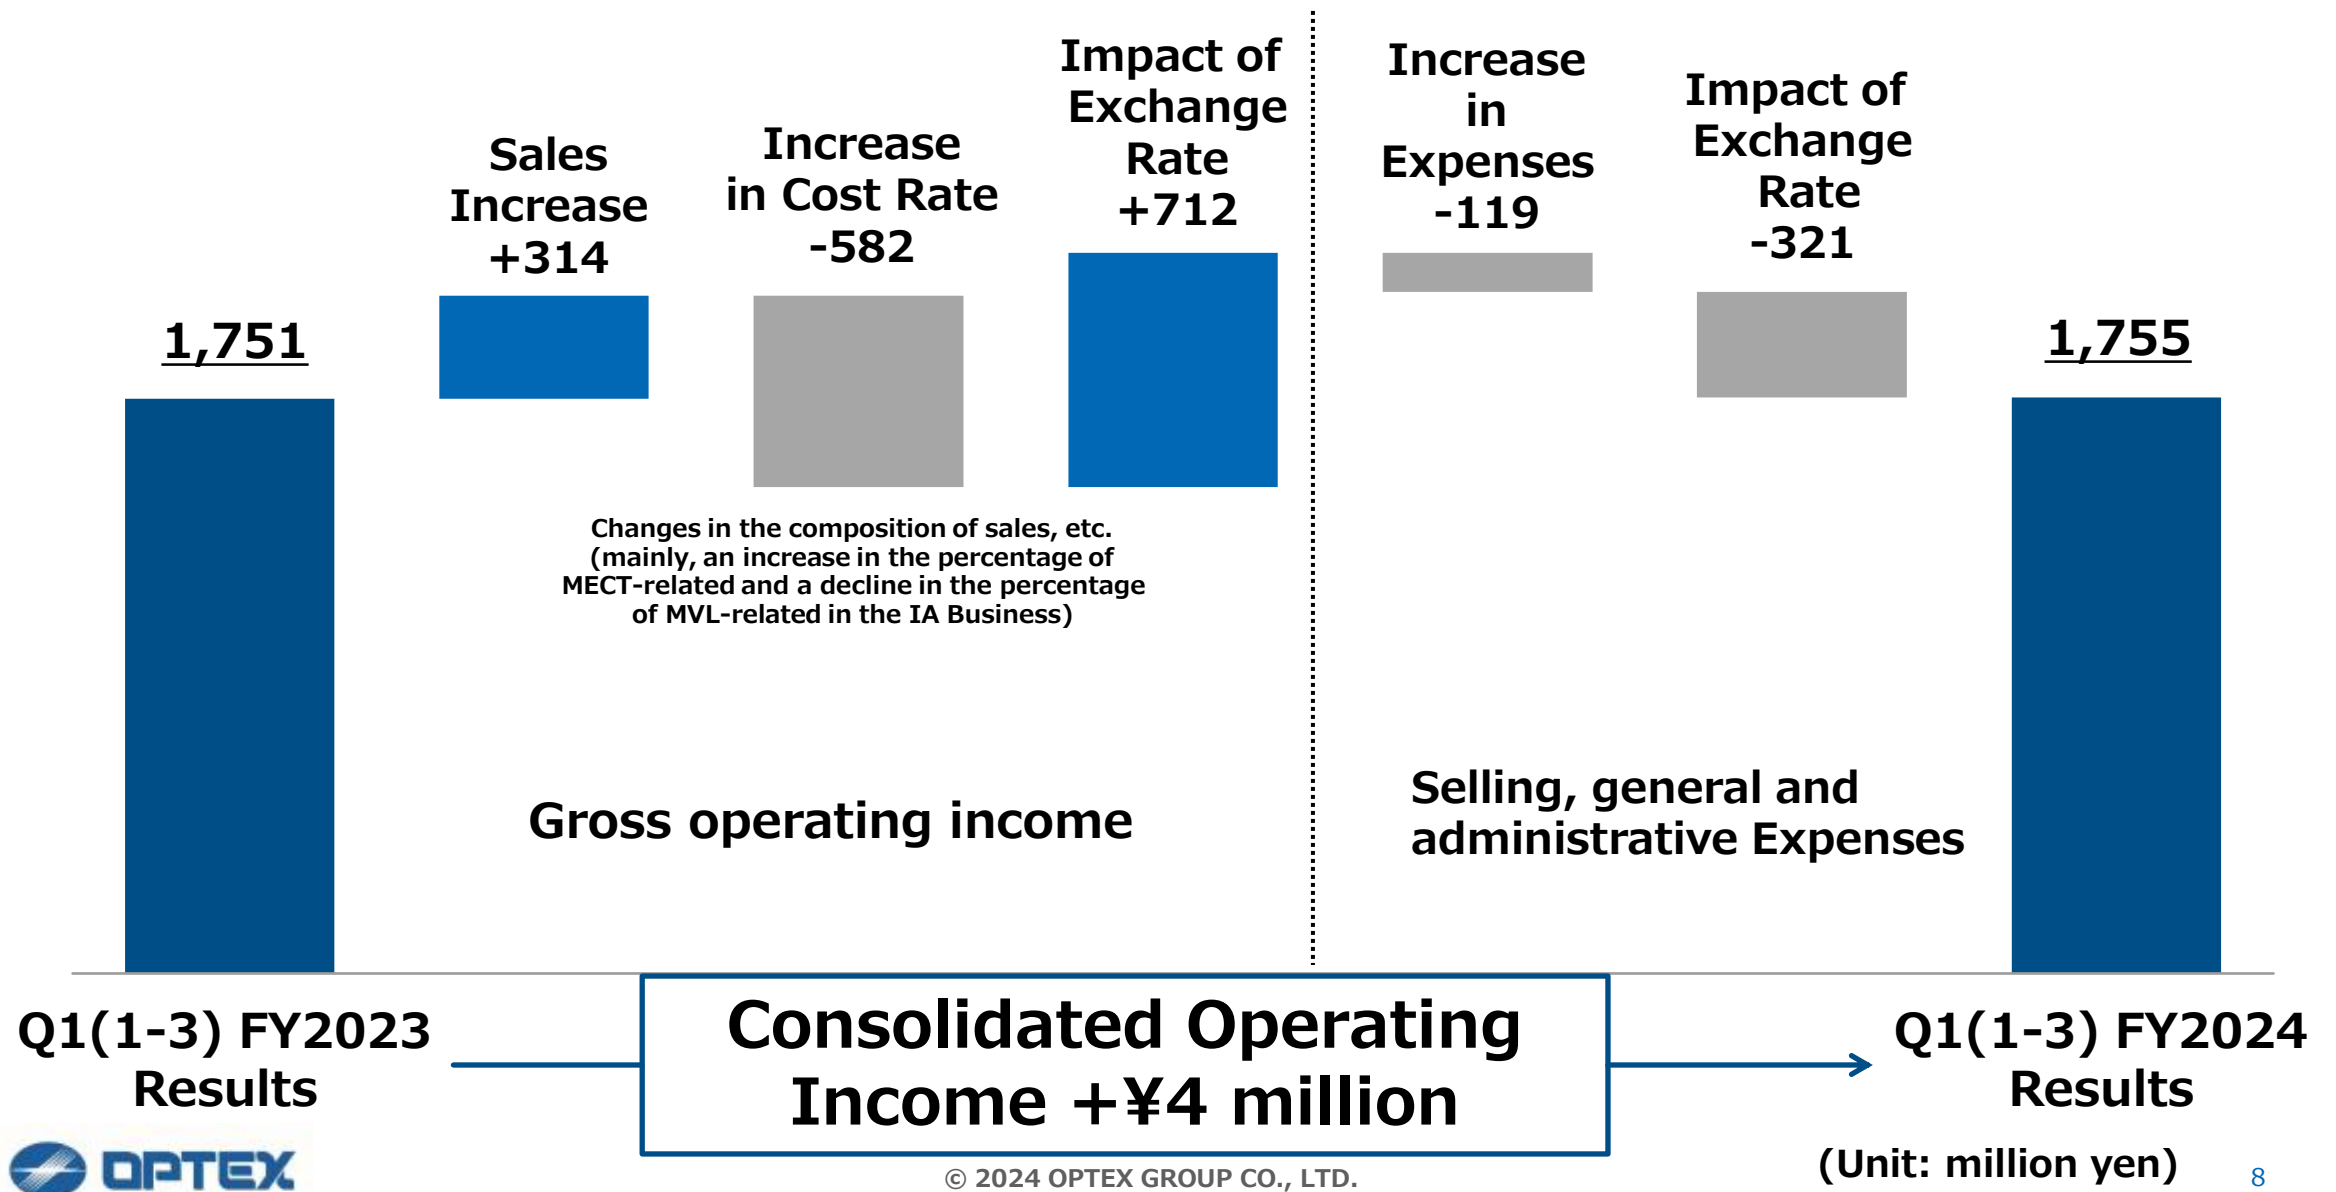 Sales
Increase
+314
Increase
in Cost Rate
-582
Impact of
Exchange
Rate
+712
Increase
in
Expenses
-119
Impact of
Exchange
Rate
-321
1,751
1,755
Changes in the composition of sales, etc.
(mainly, an increase in the percentage of
MECT-related and a decline in the percentage
of MVL-related in the IA Business)
Gross operating income
Selling, general and
administrative Expenses
Q1(1-3) FY2023
Results
Consolidated Operating
Income +¥4 million
Q1(1-3) FY2024
Results
OPTEX
© 2024 OPTEX GROUP CO., LTD.
(Unit: million yen)
8